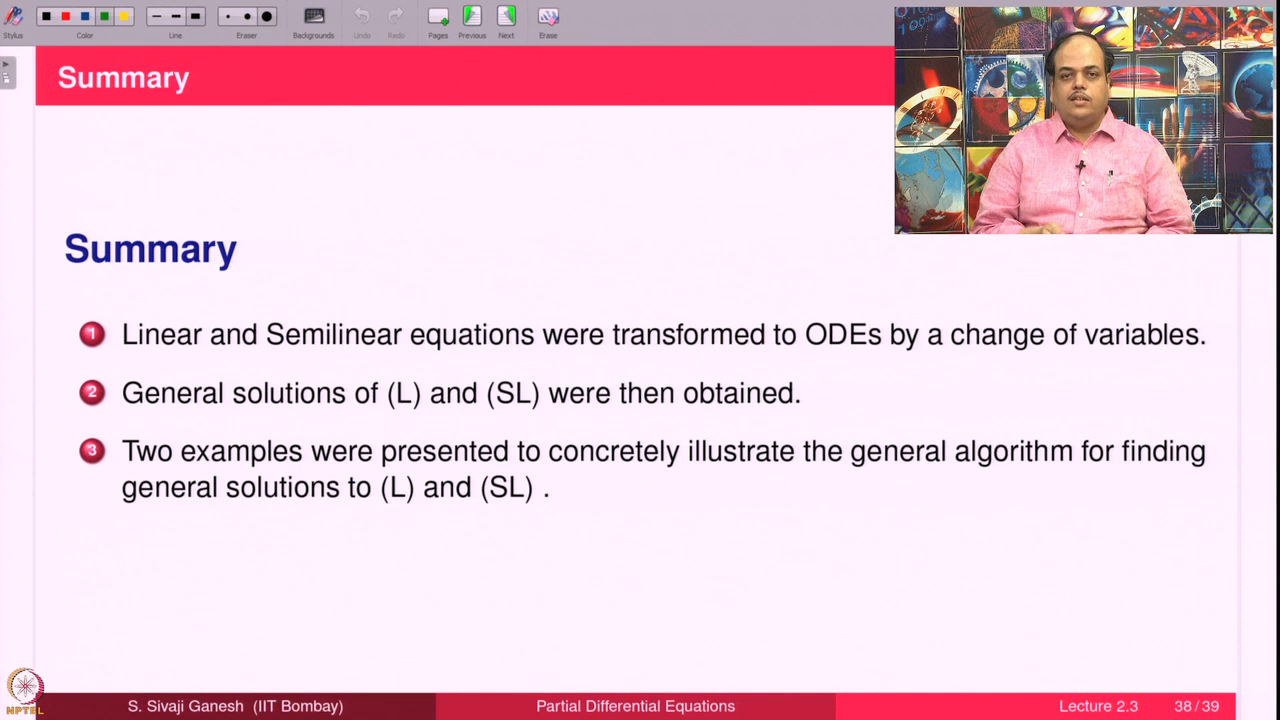 Stylus
Color
Line
Eraser
Backgrounds
Undo
Redo
Pages
Previous
Next
Erase
Summary
Summary
1 Linear and Semilinear equations were transformed to ODEs by a change of variables.
2 General solutions of (L) and (SL) were then obtained.
3 Two examples were presented to concretely illustrate the general algorithm for finding
general solutions to (L) and (SL) .
NPTEL
S. Sivaji Ganesh (IIT Bombay)
Partial Differential Equations
Lecture 2.3
38 / 39